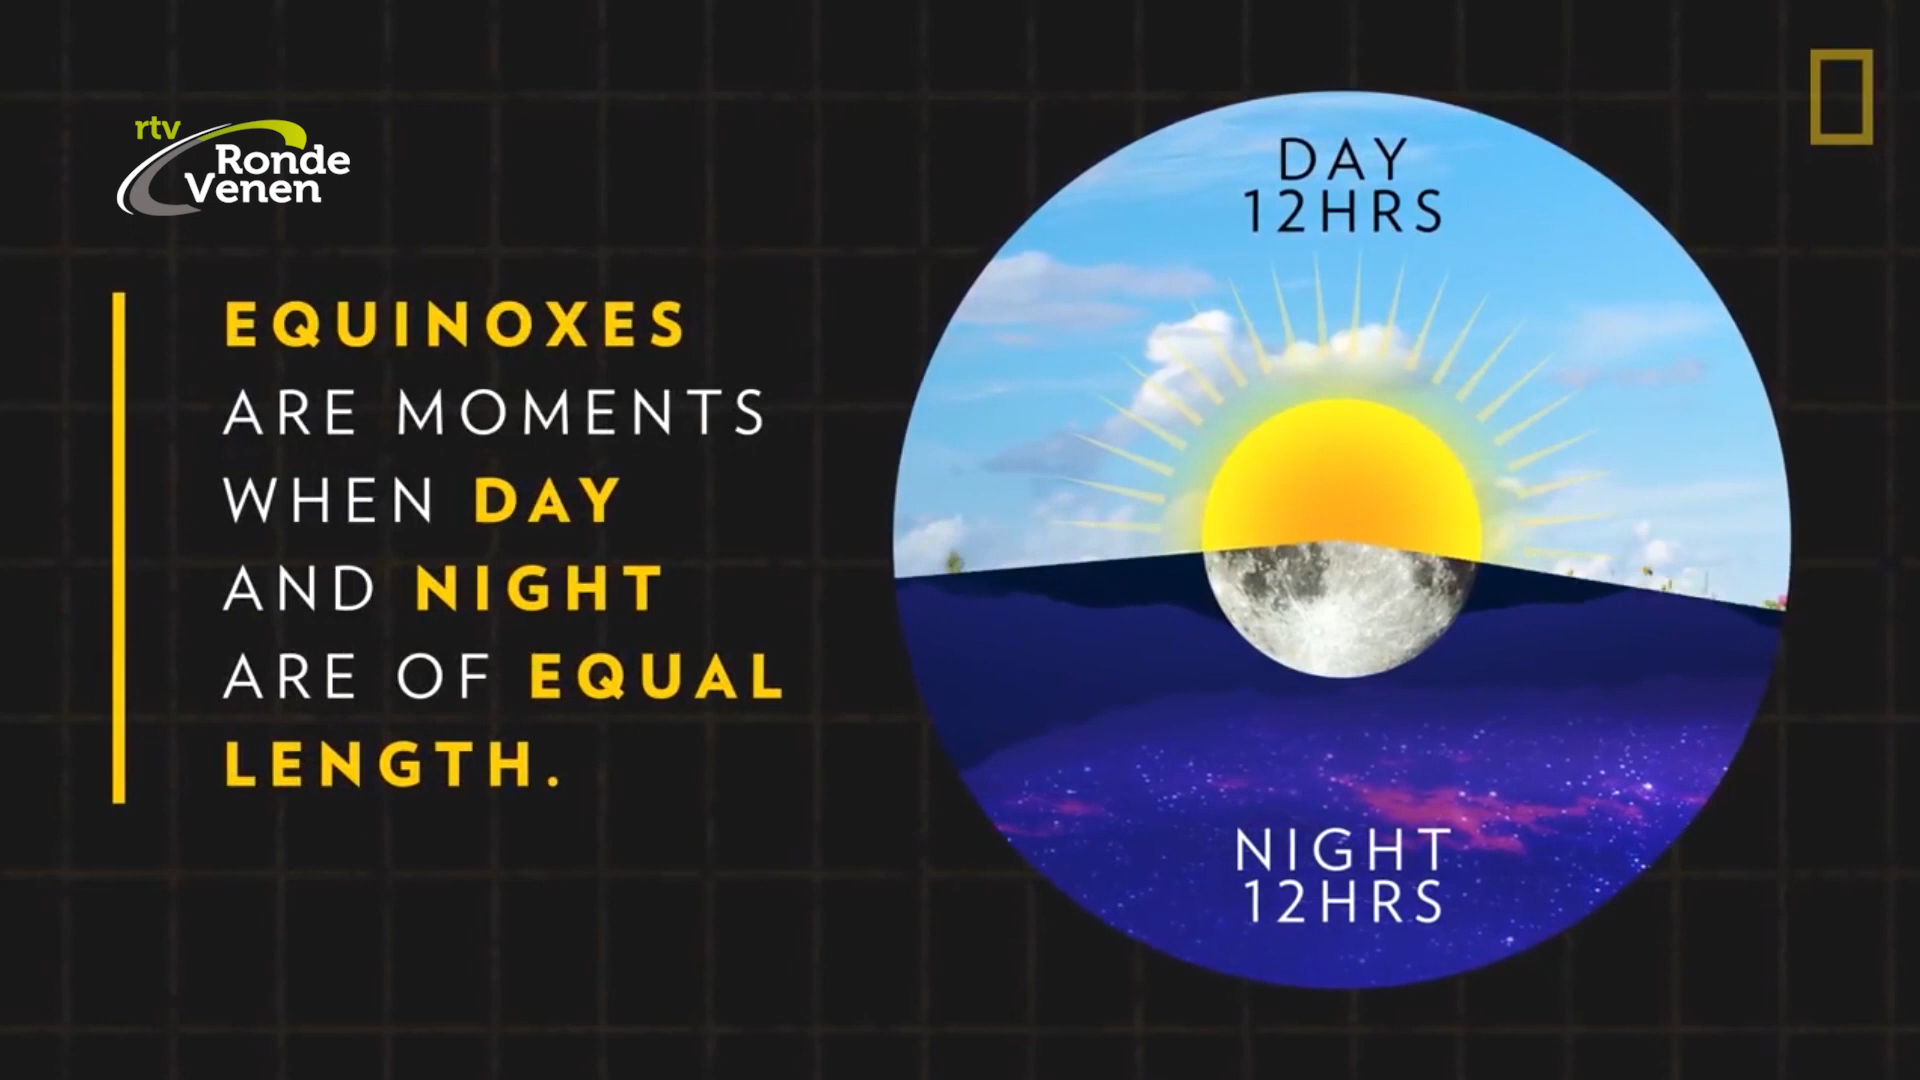 rtv
Ronde
Venen
EQUINOXES
ARE MOMENTS
WHEN DAY
AND NIGHT
ARE OF EQUAL
LENGTH.
DAY
12HRS
NIGHT
12HRS